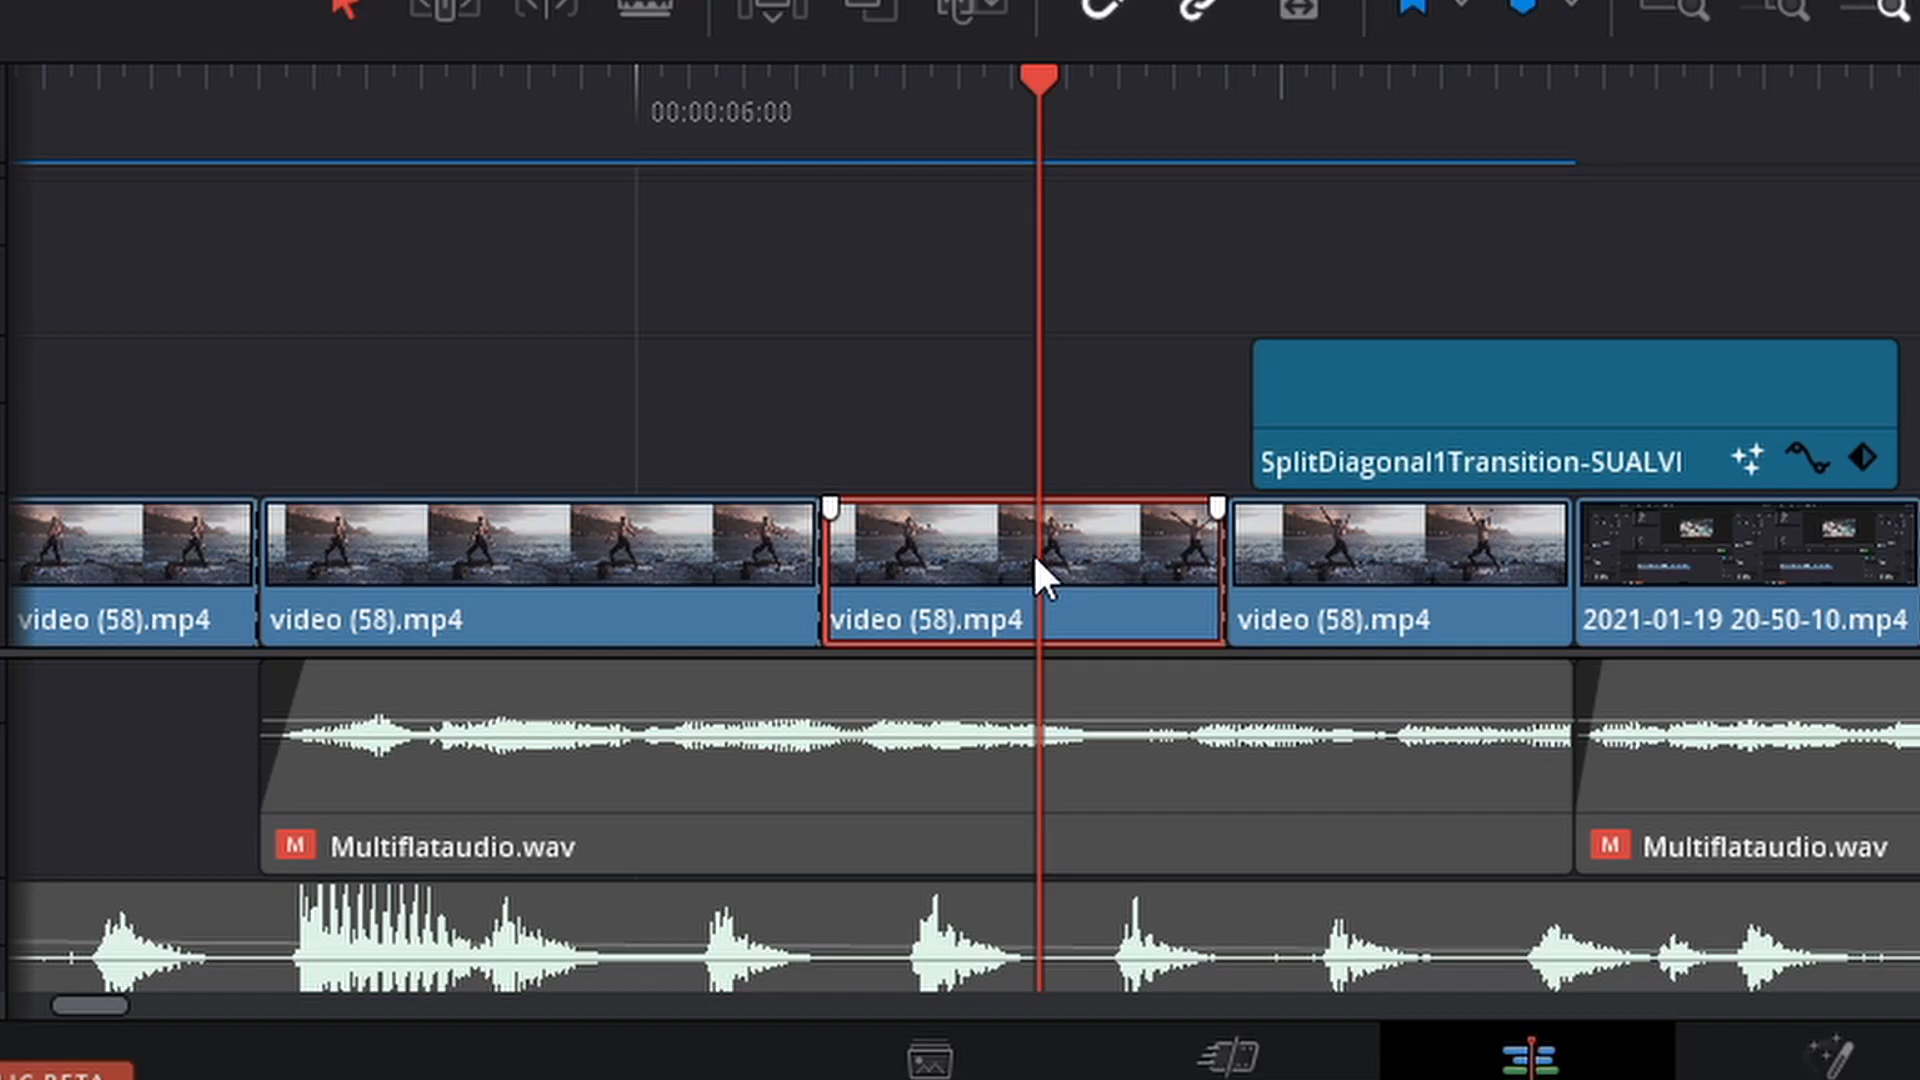 00:00:06:00
SplitDiagonal1Transition-SUALVI
video (58).mp4
video (58).mp4
video (58).mp4
video (58).mp4
2021-01-19 20-50-10.mp4
M Multiflataudio.wav
M Multiflataudio.wav
BETA